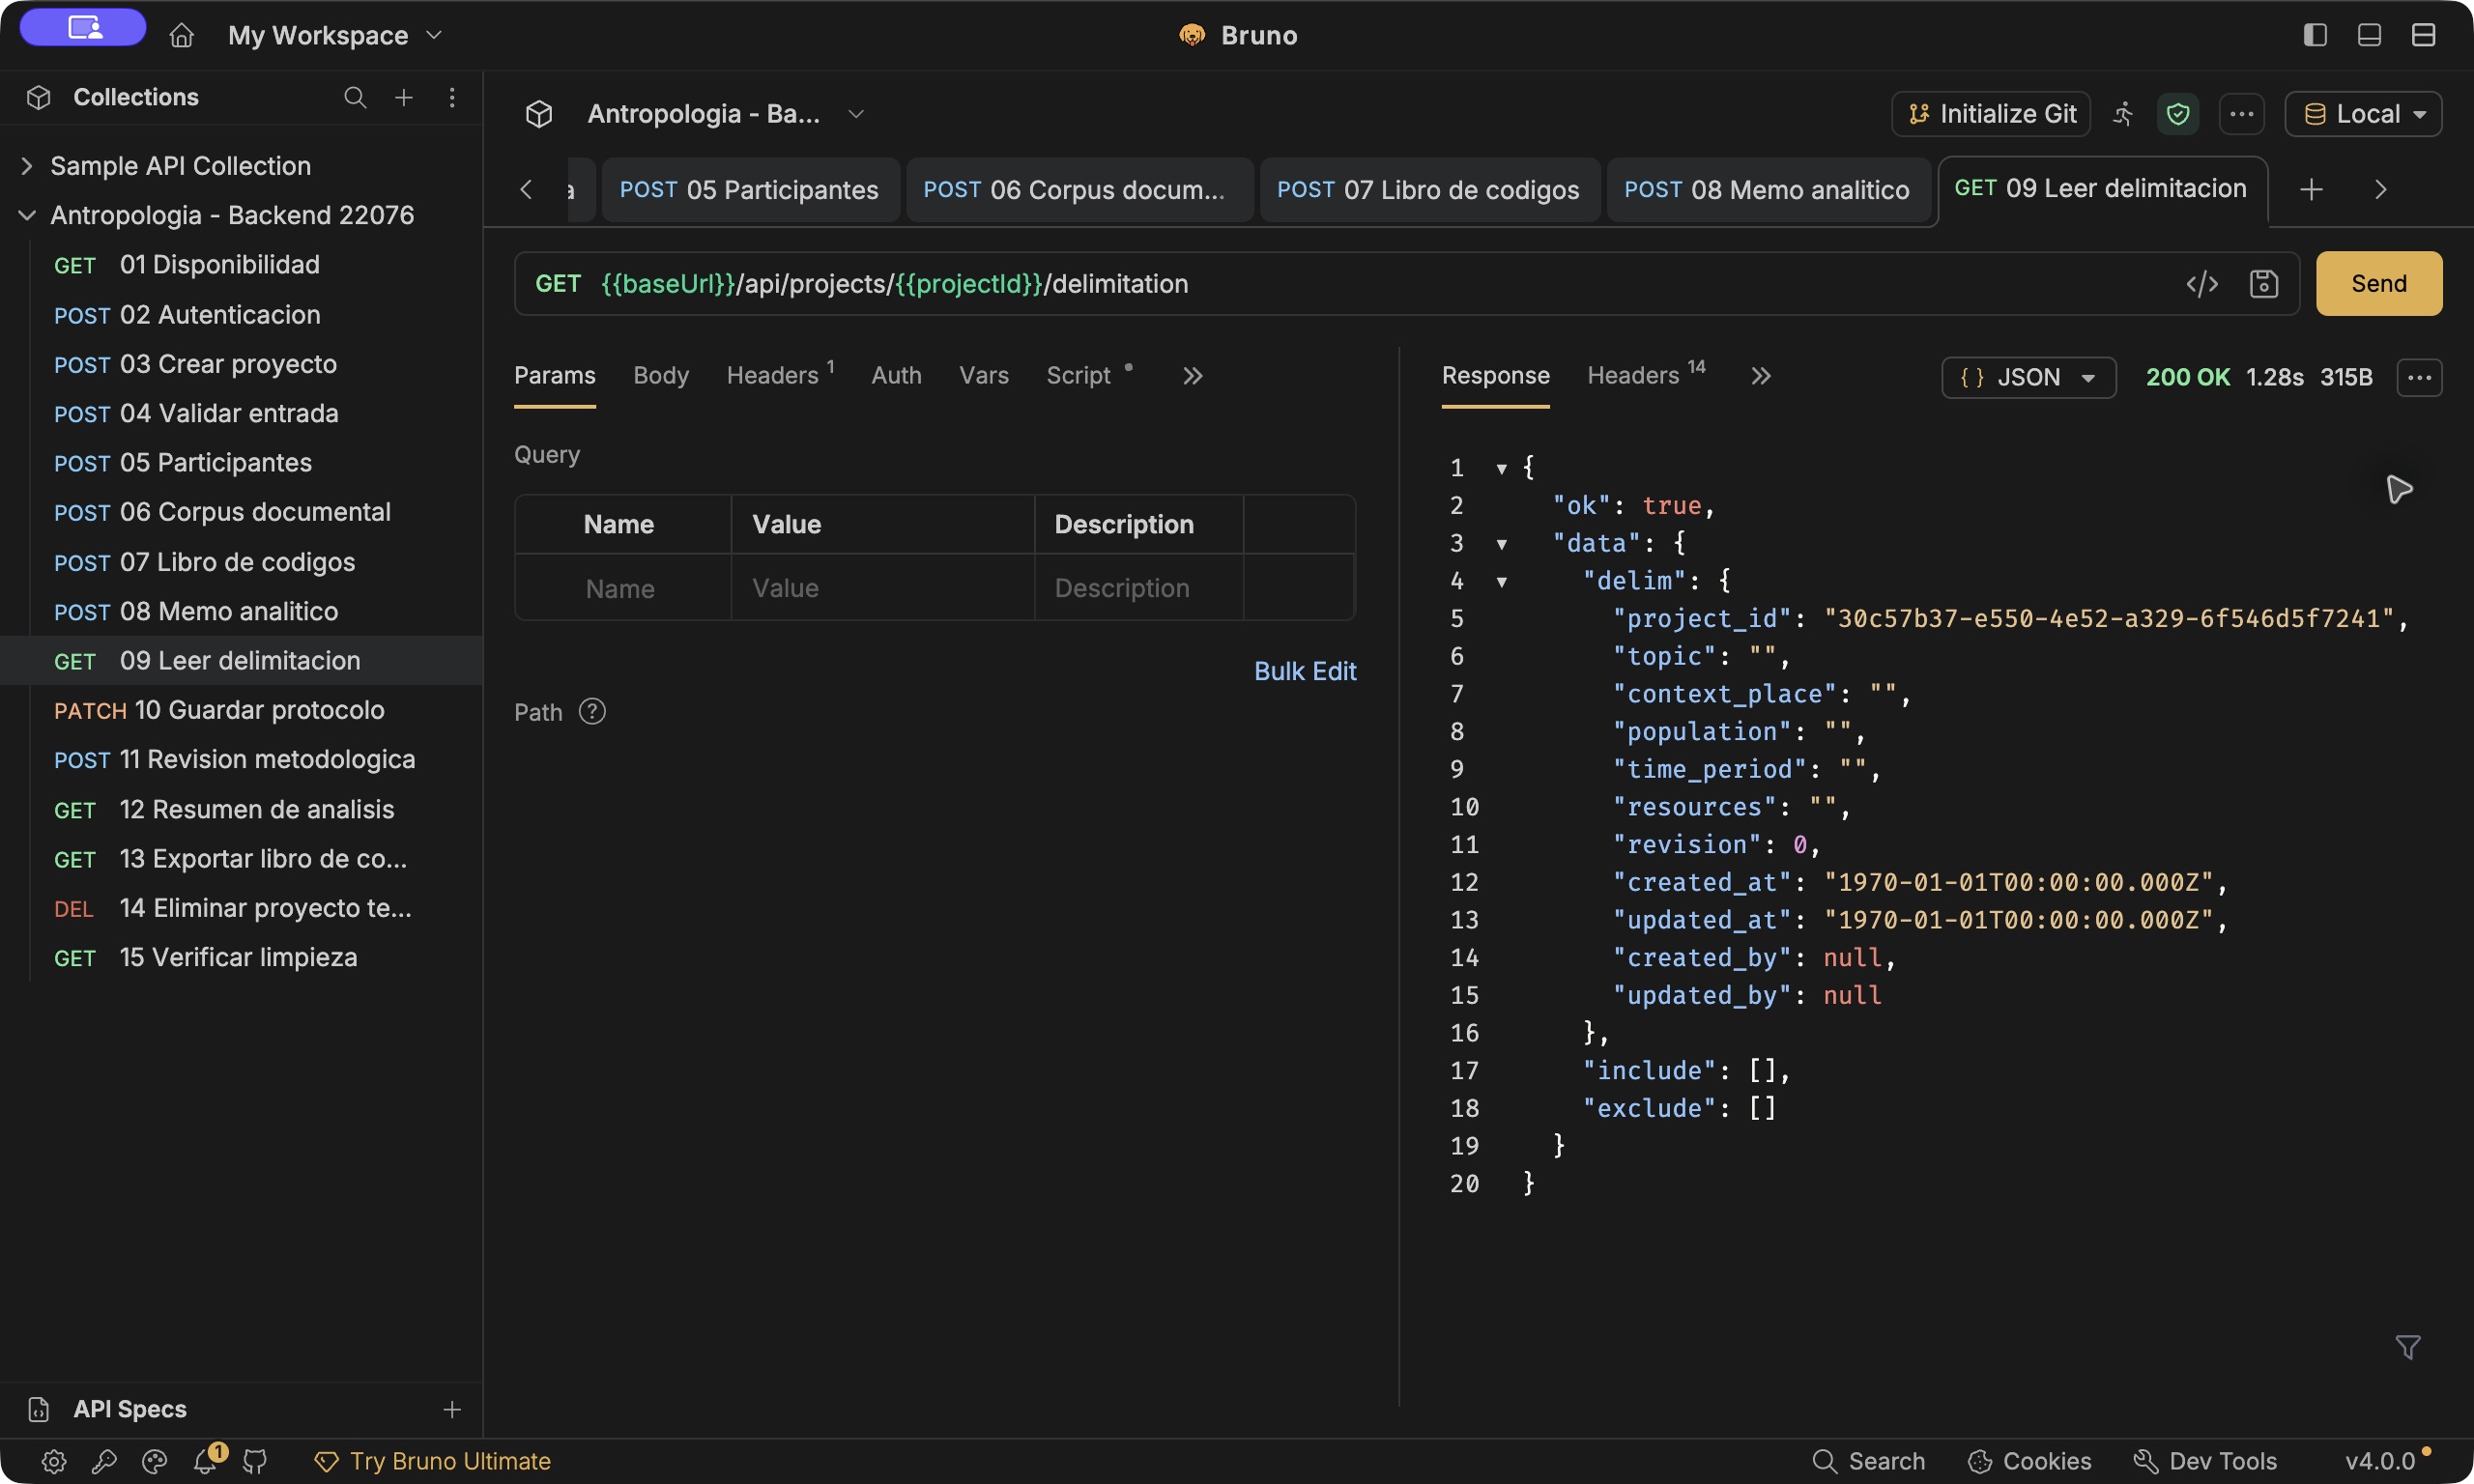 My Workspace
Bruno
Collections
Antropologia - Ba...
Initialize Git
Local
Sample API Collection
Antropologia - Backend 22076
GET 01 Disponibilidad
POST 02 Autenticacion
POST 03 Crear proyecto
POST 04 Validar entrada
POST 05 Participantes
POST 06 Corpus documental
POST 07 Libro de codigos
POST 08 Memo analitico
GET 09 Leer delimitacion
PATCH 10 Guardar protocolo
POST 11 Revision metodologica
GET 12 Resumen de analisis
GET 13 Exportar libro de co...
DEL 14 Eliminar proyecto te...
GET 15 Verificar limpieza
a POST 05 Participantes POST 06 Corpus docum... POST 07 Libro de codigos POST 08 Memo analitico GET 09 Leer delimitacion
GET {{baseUrl}}/api/projects/{{projectId}}/delimitation
Send
Params Body Headers 1 Auth Vars Script
Query
Name Value Description
Name Value Description
Bulk Edit
Path ?
Response Headers 14 { } JSON 200 OK 1.28s 315B
1 {
2 "ok": true,
3 "data": {
4 "delim": {
5 "project_id": "30c57b37-e550-4e52-a329-6f546d5f7241",
6 "topic": "",
7 "context_place": "",
8 "population": "",
9 "time_period": "",
10 "resources": "",
11 "revision": 0,
12 "created_at": "1970-01-01T00:00:00.000Z",
13 "updated_at": "1970-01-01T00:00:00.000Z",
14 "created_by": null,
15 "updated_by": null
16 },
17 "include": [],
18 "exclude": []
19 }
20 }
API Specs
1
Try Bruno Ultimate
Search
Cookies
Dev Tools
v4.0.0